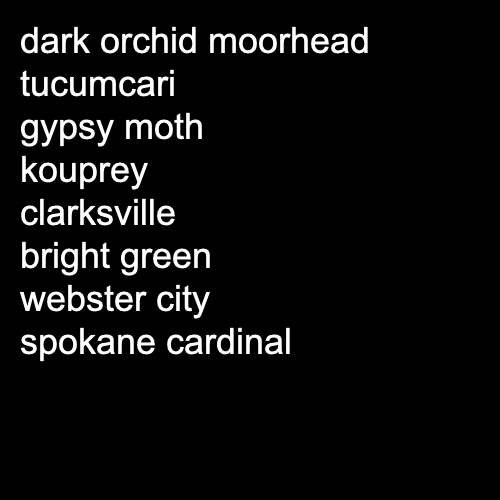 dark orchid moorhead
tucumcari
gypsy moth
kouprey
clarksville
bright green
webster city
spokane cardinal